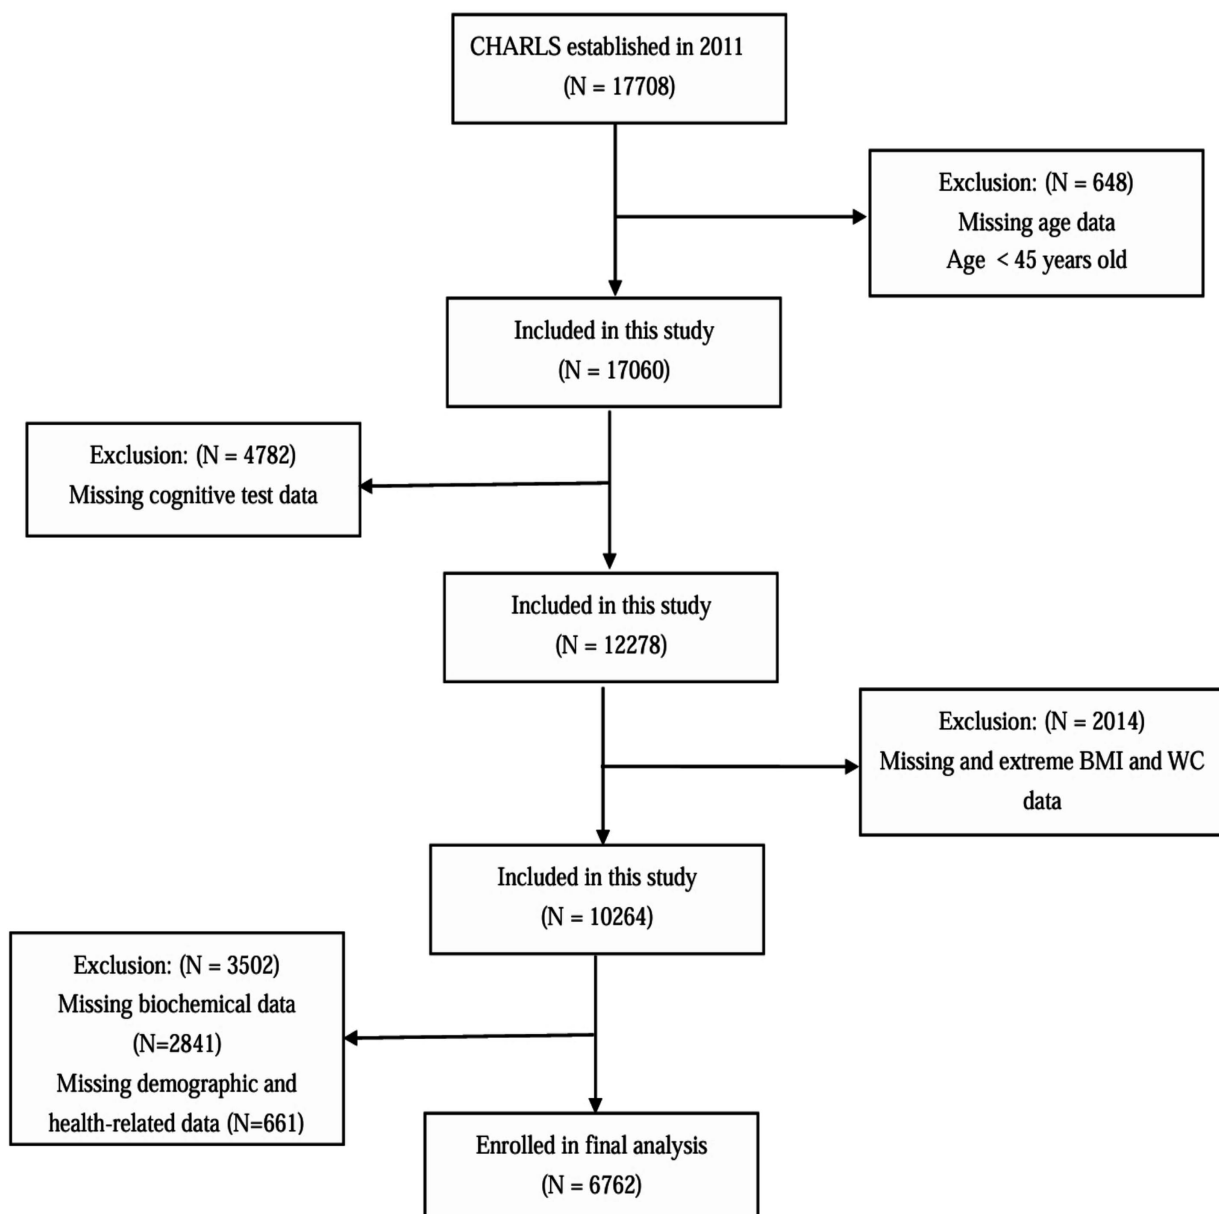 CHARLS established in 2011
(N = 17708)
Exclusion: (N = 648)
Missing age data
Age < 45 years old
Included in this study
(N = 17060)
Exclusion: (N = 4782)
Missing cognitive test data
Included in this study
(N = 12278)
Exclusion: (N = 2014)
Missing and extreme BMI and WC
data
Included in this study
(N = 10264)
Exclusion: (N = 3502)
Missing biochemical data
(N=2841)
Missing demographic and
health-related data (N=661)
Enrolled in final analysis
(N = 6762)